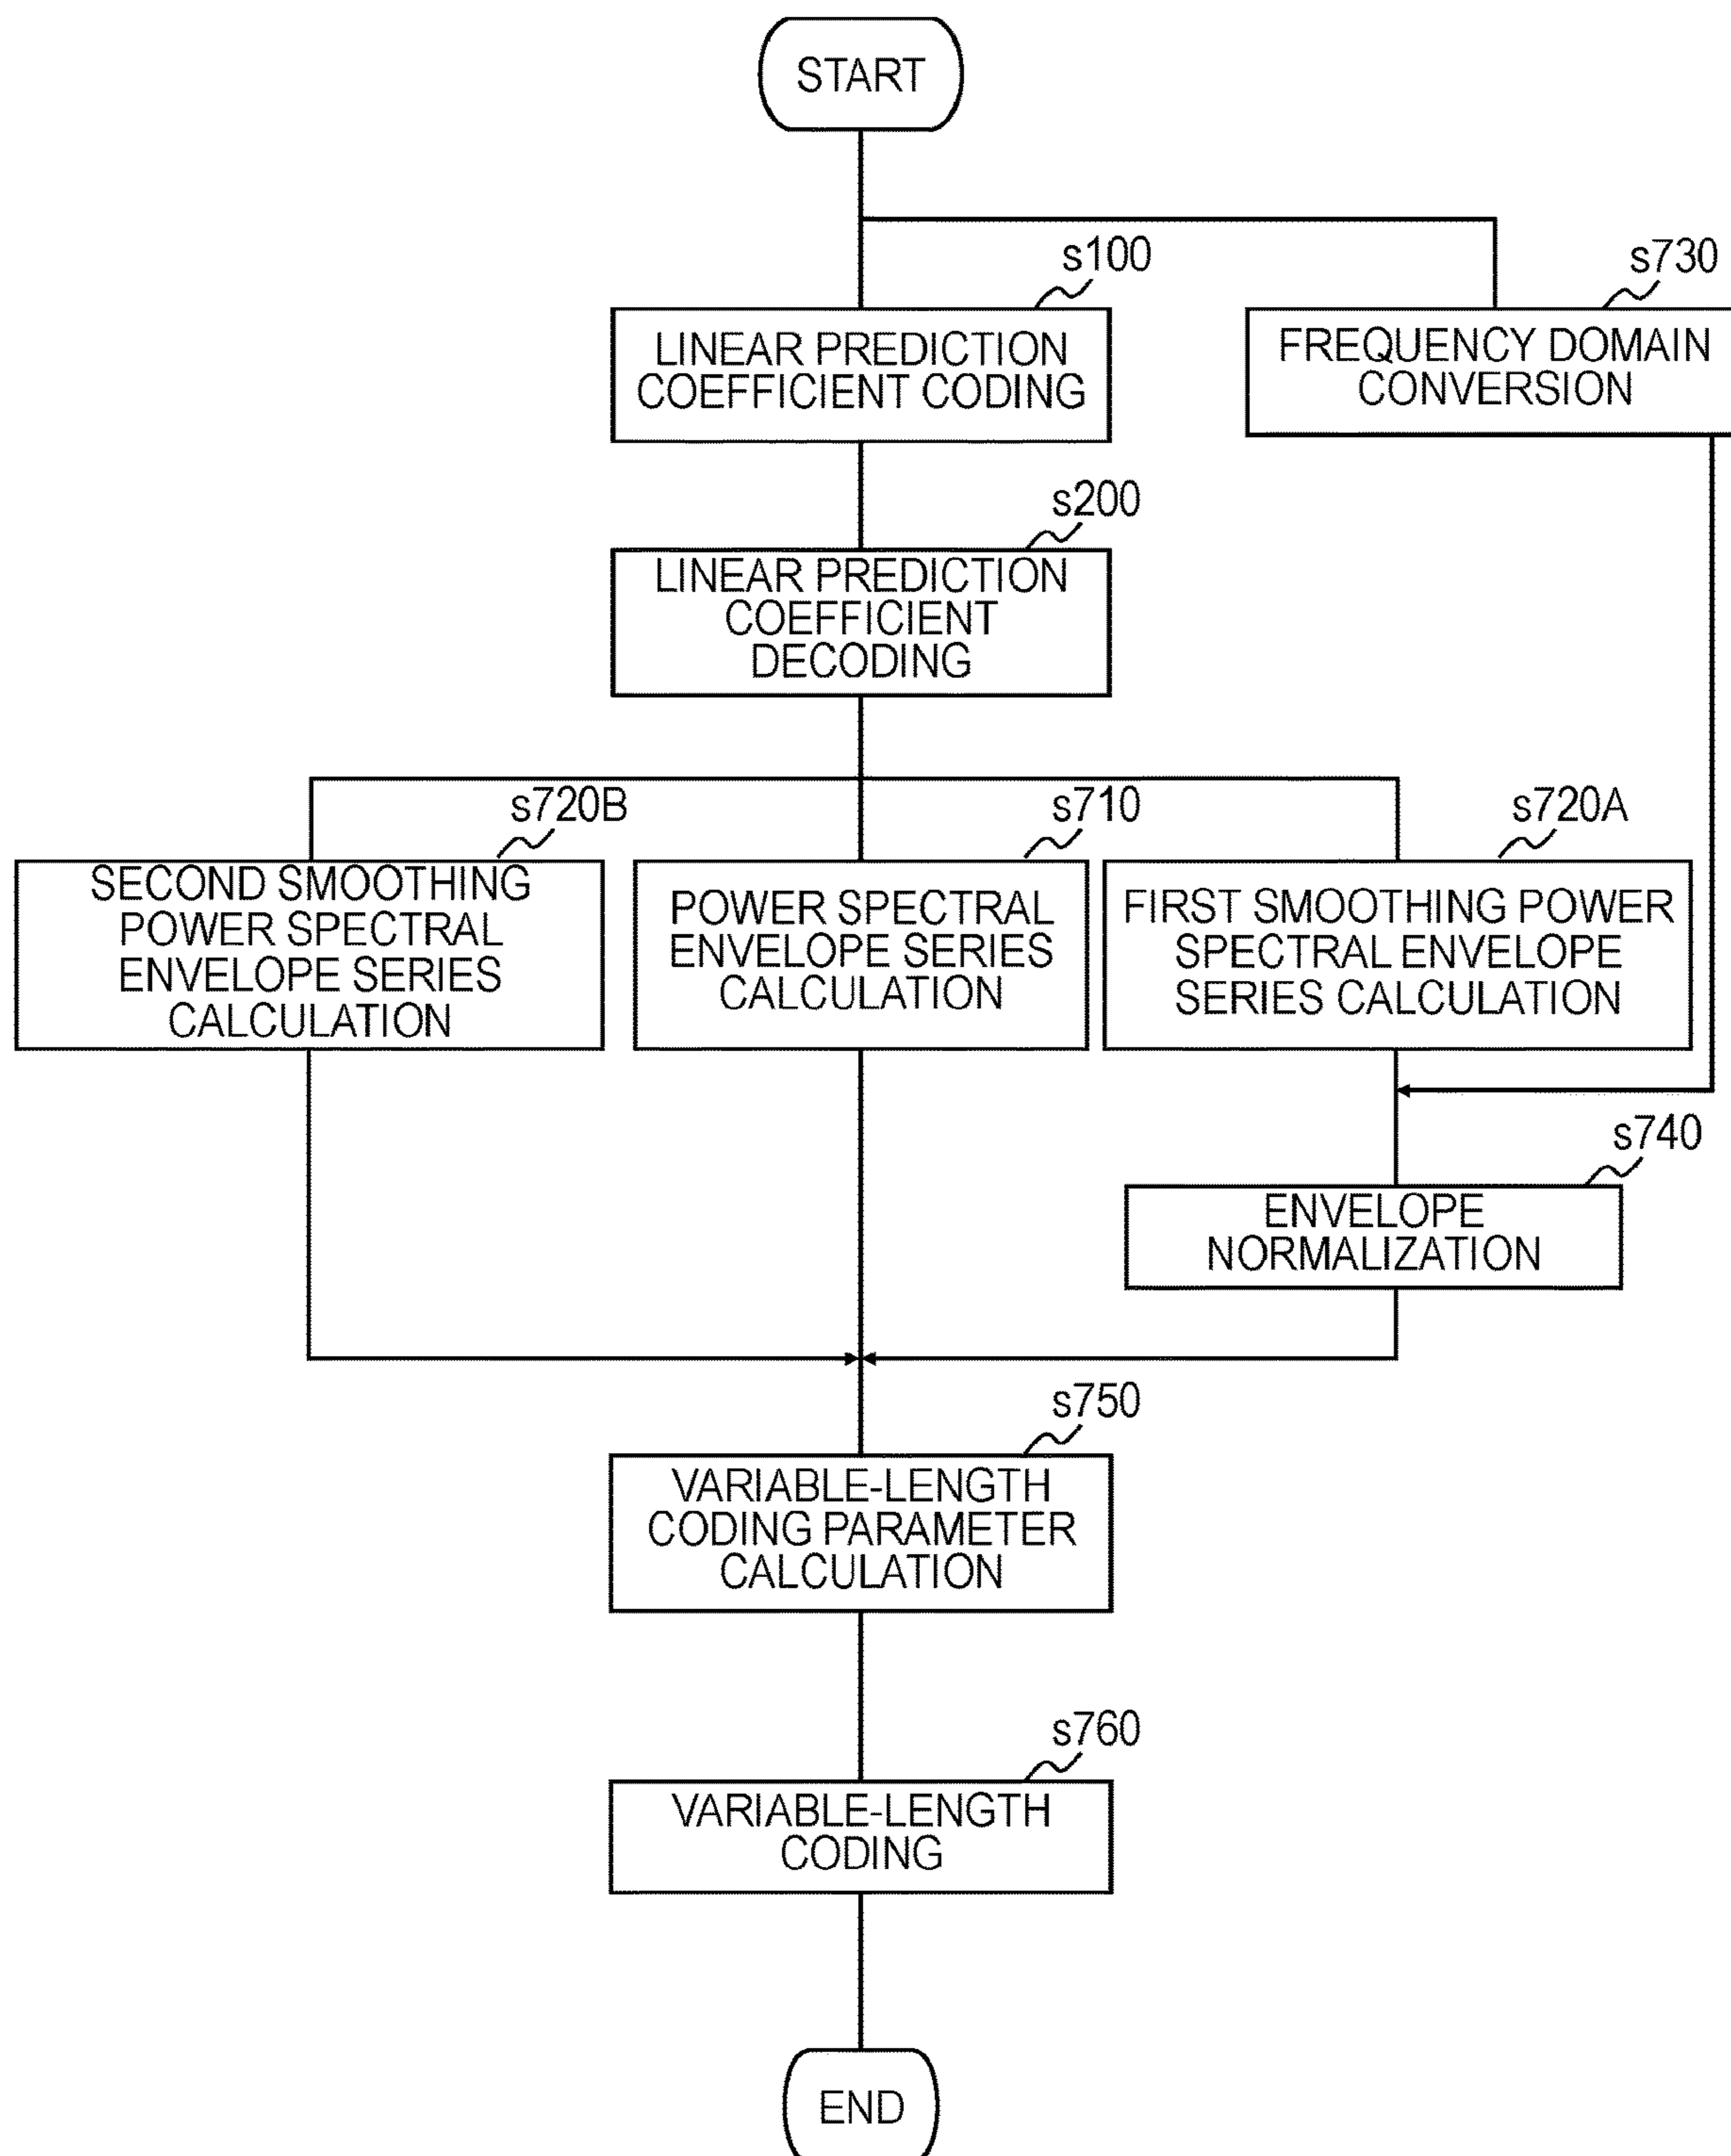 START
s100
LINEAR PREDICTION
COEFFICIENT CODING
s730
FREQUENCY DOMAIN
CONVERSION
s200
LINEAR PREDICTION
COEFFICIENT
DECODING
s720B
SECOND SMOOTHING
POWER SPECTRAL
ENVELOPE SERIES
CALCULATION
s710
POWER SPECTRAL
ENVELOPE SERIES
CALCULATION
s720A
FIRST SMOOTHING POWER
SPECTRAL ENVELOPE
SERIES CALCULATION
s740
ENVELOPE
NORMALIZATION
s750
VARIABLE-LENGTH
CODING PARAMETER
CALCULATION
s760
VARIABLE-LENGTH
CODING
END